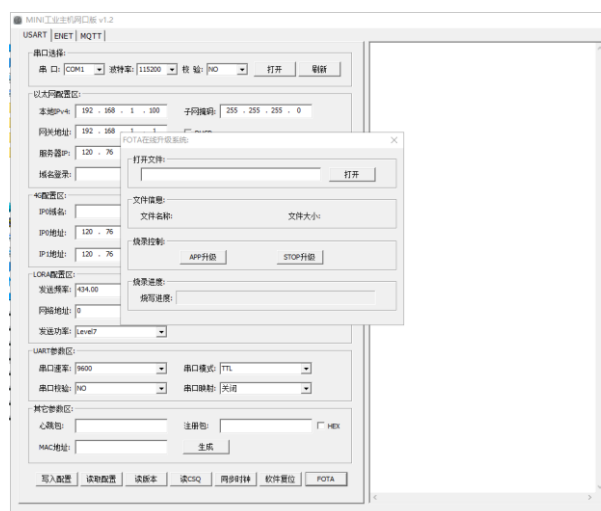 MINI工业主机网口版 v1.2
USART ENET MQTT
串口选择:
串 口: COM1 波特率: 115200 校 验: NO 打开 刷新
以太网配置区:
本地IPv4: 192 . 168 . 1 . 100 子网掩码: 255 . 255 . 255 . 0
网关地址: 192 . 168 . 1 . 1
服务器IP: 120 . 76
域名登录:
4G配置区:
IP0域名:
IP0地址: 120 . 76
IP1地址: 120 . 76
LORA配置区:
发送频率: 434.00
网络地址: 0
发送功率: Level7
FOTA在线升级系统:
打开文件:
打开
文件信息:
文件名称: 文件大小:
烧录控制:
APP升级 STOP升级
烧录进度:
烧写进度:
UART参数区:
串口速率: 9600 串口模式: TTL
串口校验: NO 串口映射: 关闭
其它参数区:
心跳包: 注册包: HEX
MAC地址: 生成
写入配置 读取配置 读版本 读CSQ 同步时钟 软件复位 FOTA